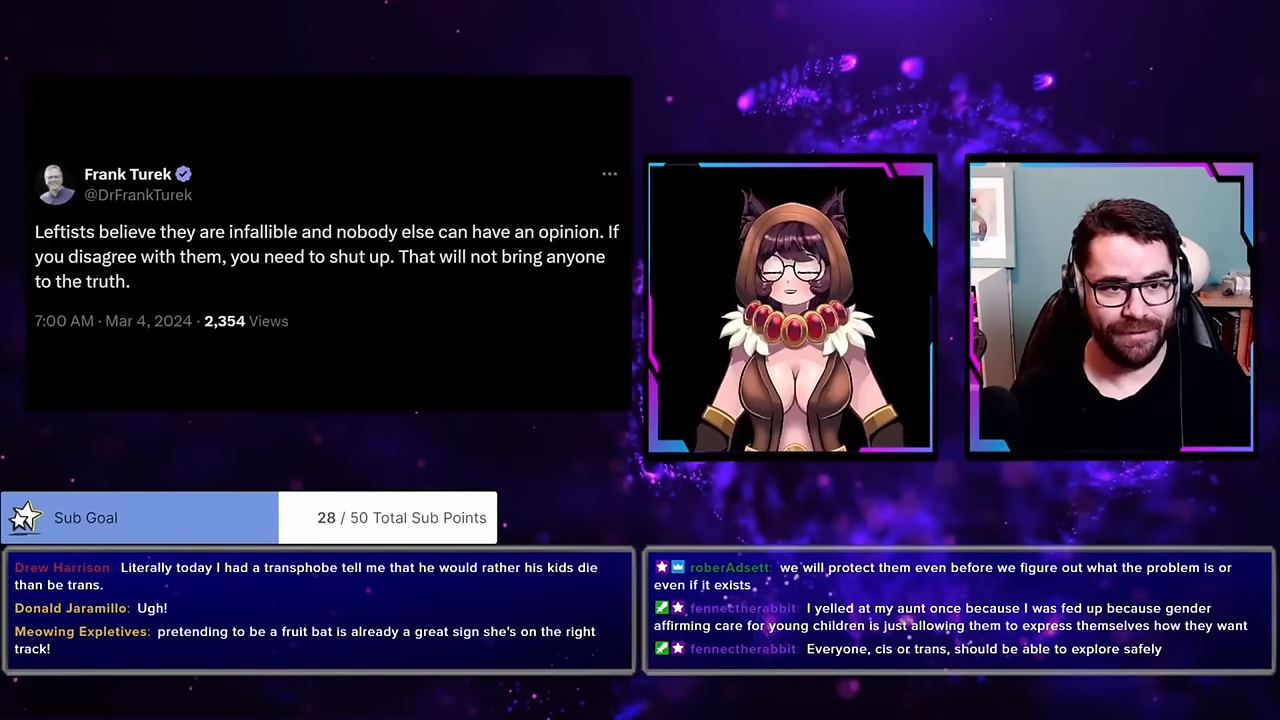 Frank Turek
@DrFrankTurek
Leftists believe they are infallible and nobody else can have an opinion. If
you disagree with them, you need to shut up. That will not bring anyone
to the truth.
7:00 AM · Mar 4, 2024 · 2,354 Views
Sub Goal
28 / 50 Total Sub Points
Drew Harrison: Literally today I had a transphobe tell me that he would rather his kids die
than be trans.
Donald Jaramillo: Ugh!
Meowing Expletives: pretending to be a fruit bat is already a great sign she's on the right
track!
roberAdsett: we will protect them even before we figure out what the problem is or
even if it exists
fennectherabbit: I yelled at my aunt once because I was fed up because gender
affirming care for young children is just allowing them to express themselves how they want
fennectherabbit: Everyone, cis or trans, should be able to explore safely